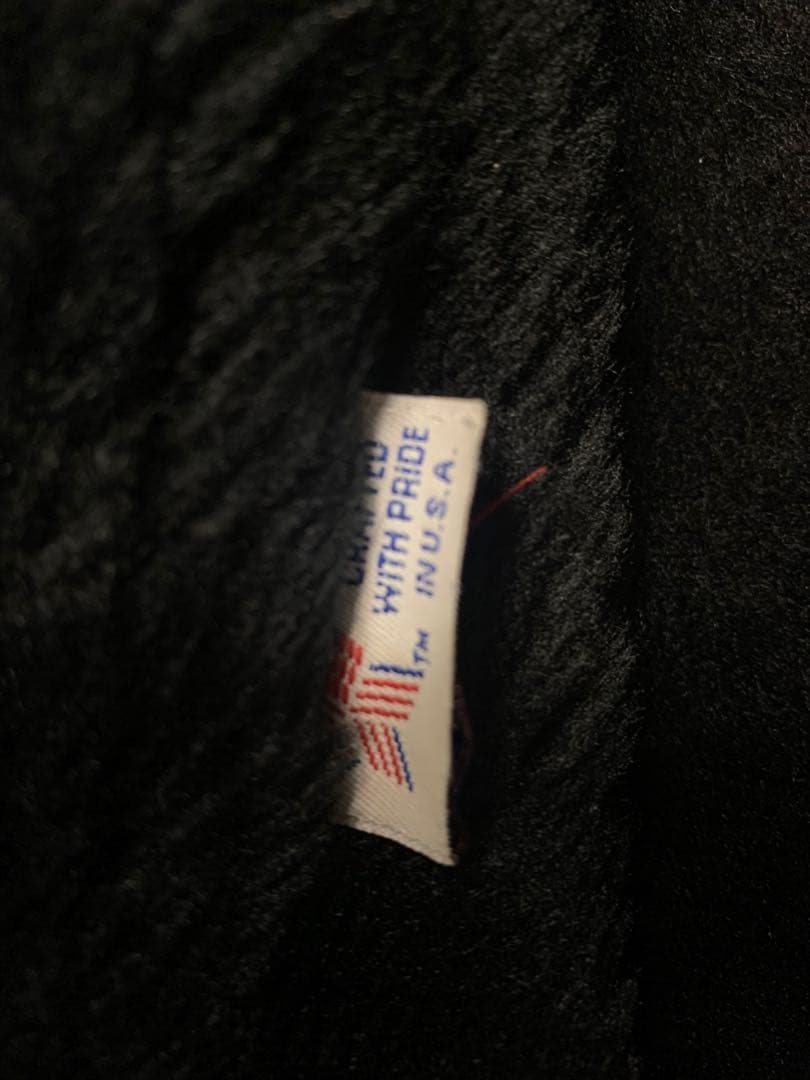 CRAFTED
WITH PRIDE
IN U.S.A.
TM